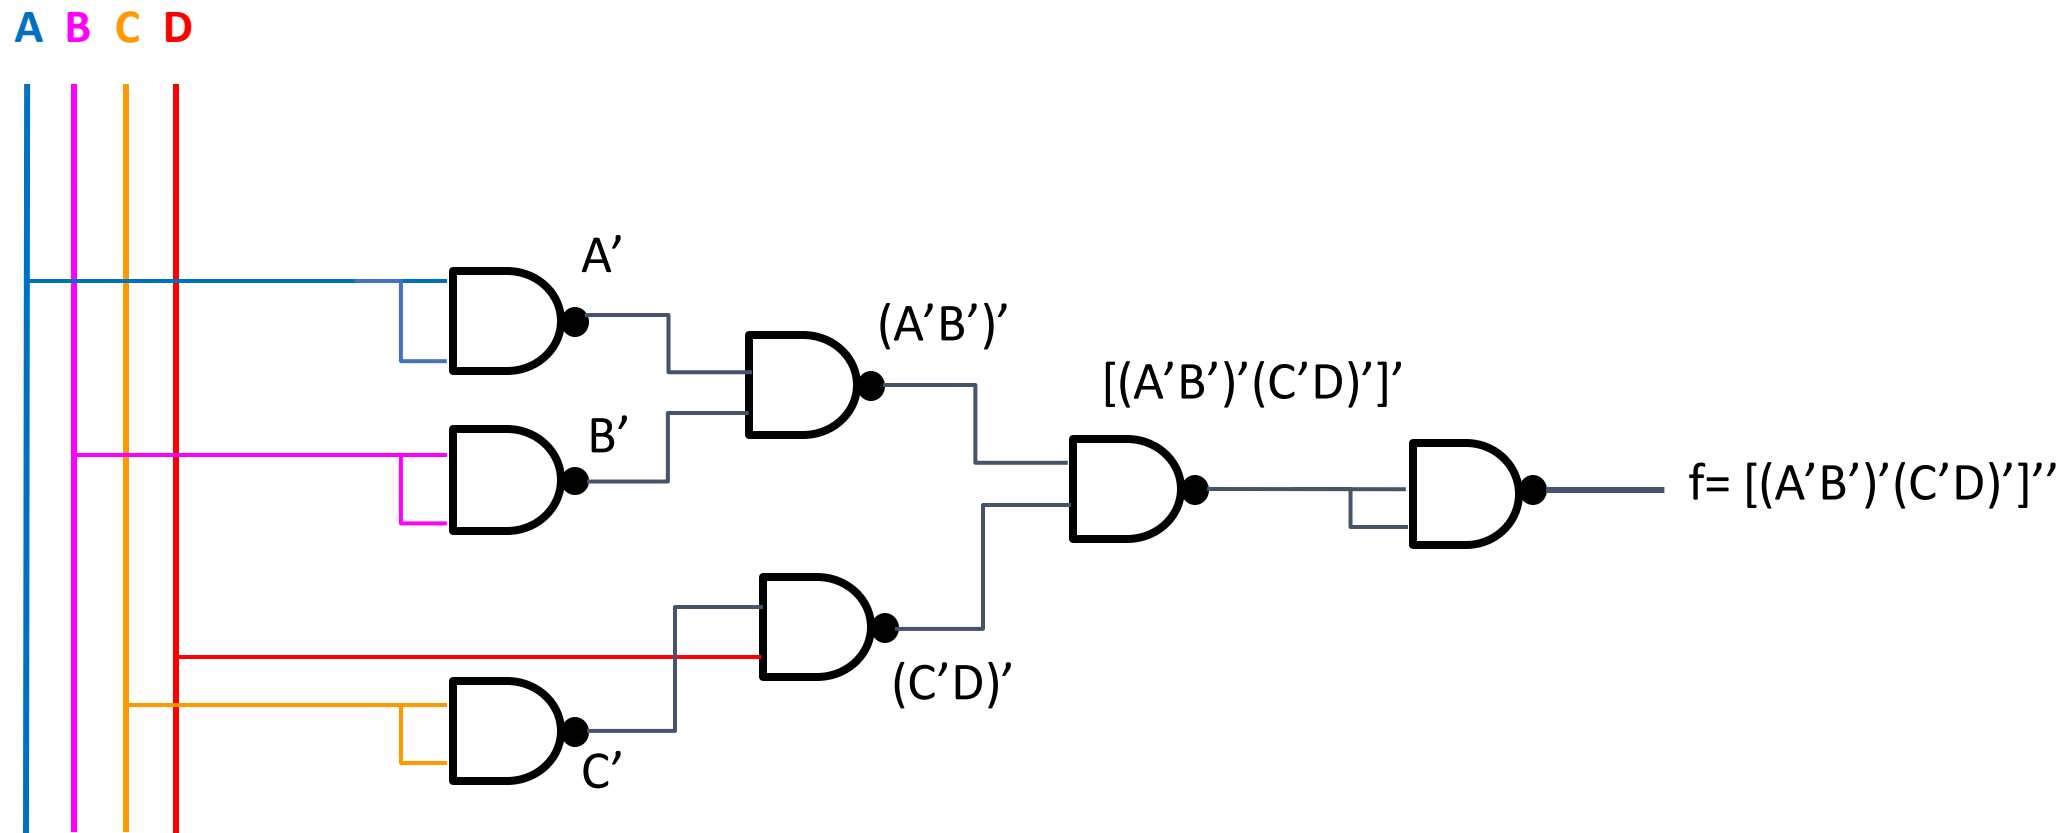 A B C D
A’
(A’B’)’
[(A’B’)’(C’D)’]’
B’
f= [(A’B’)’(C’D)’]’’
(C’D)’
C’